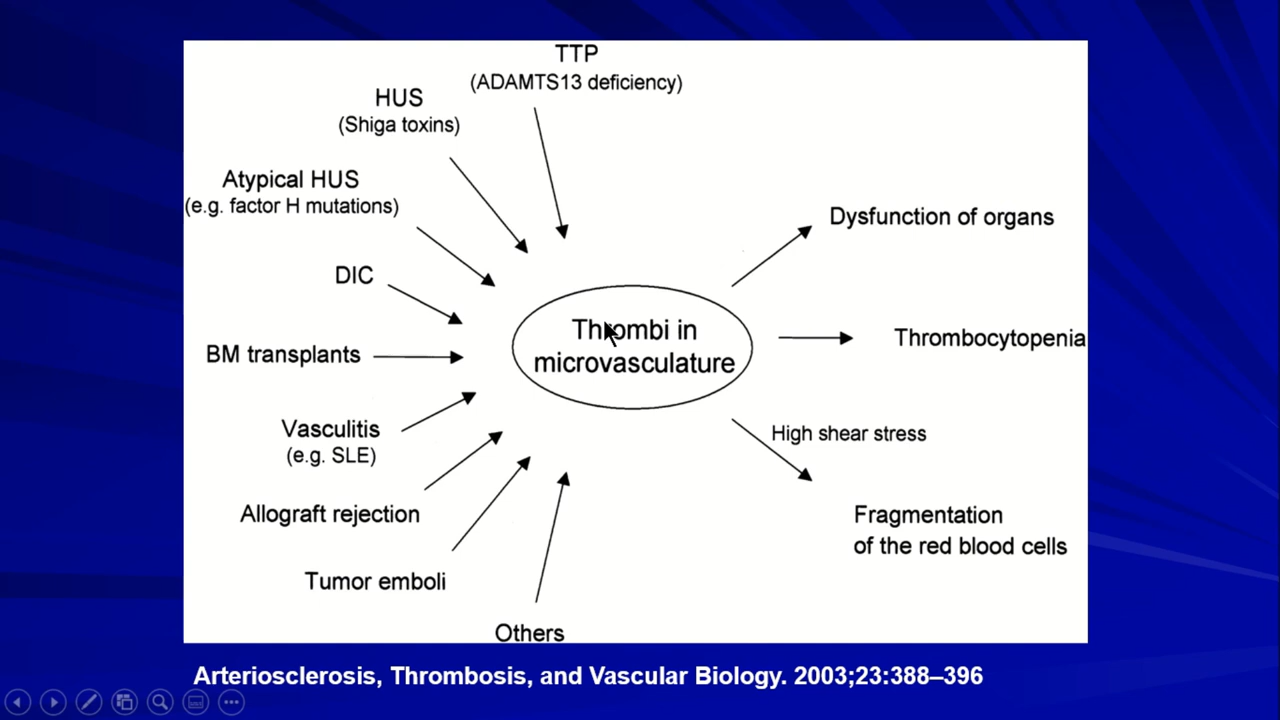 TTP
(ADAMTS13 deficiency)
HUS
(Shiga toxins)
Atypical HUS
(e.g. factor H mutations)
DIC
BM transplants
Vasculitis
(e.g. SLE)
Allograft rejection
Tumor emboli
Others
Thrombi in
microvasculature
Dysfunction of organs
Thrombocytopenia
High shear stress
Fragmentation
of the red blood cells
Arteriosclerosis, Thrombosis, and Vascular Biology. 2003;23:388–396